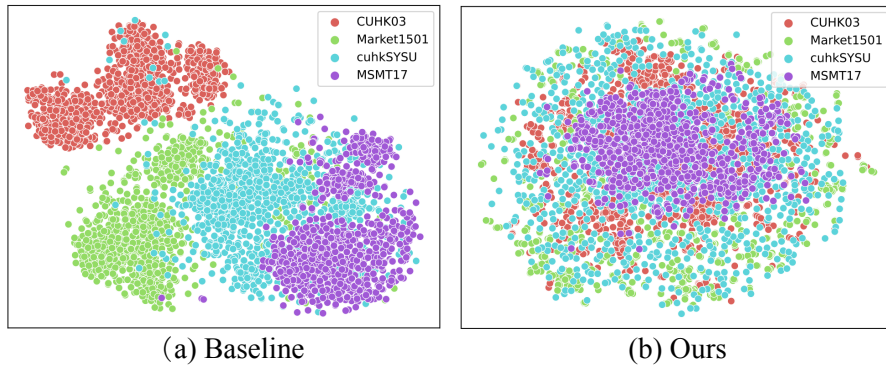 CUHK03
Market1501
cuhkSYSU
MSMT17
CUHK03
Market1501
cuhkSYSU
MSMT17
（a) Baseline
(b) Ours